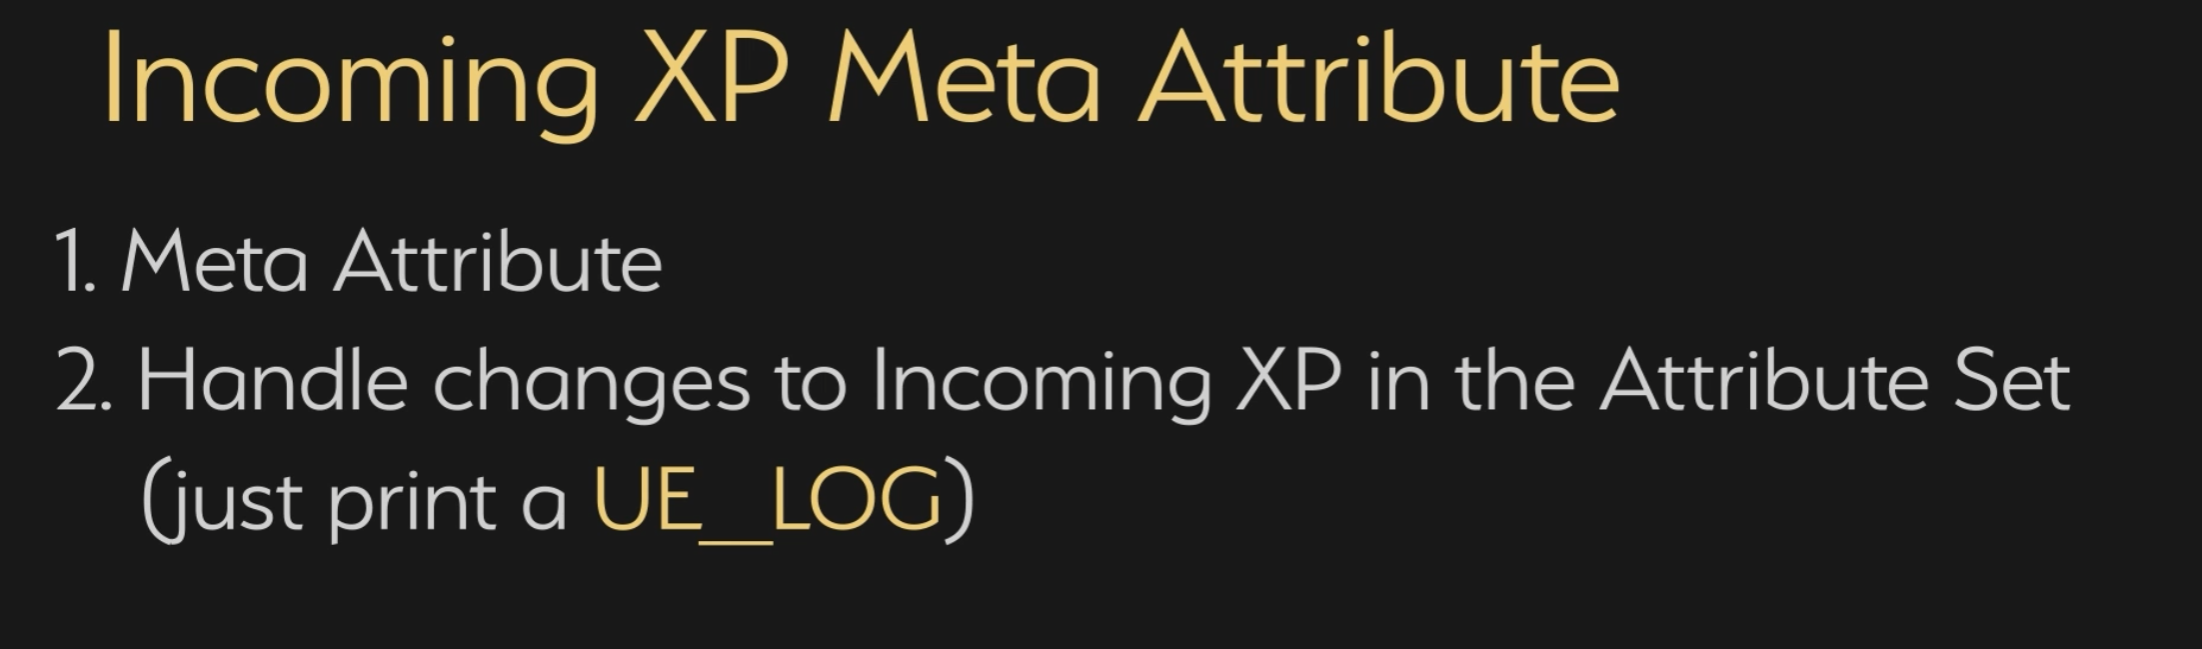 Incoming XP Meta Attribute
1. Meta Attribute
2. Handle changes to Incoming XP in the Attribute Set
(just print a UE_LOG)